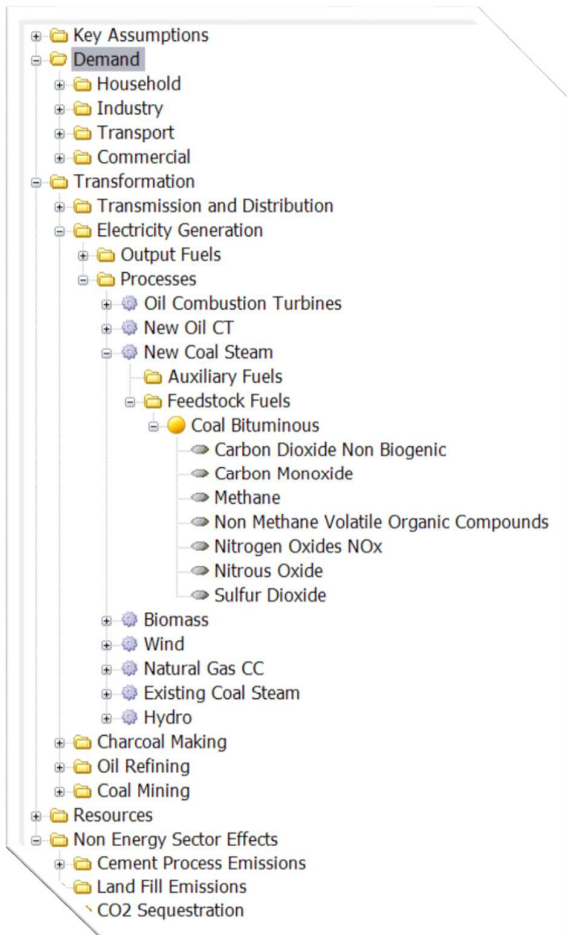 Key Assumptions
Demand
Household
Industry
Transport
Commercial
Transformation
Transmission and Distribution
Electricity Generation
Output Fuels
Processes
Oil Combustion Turbines
New Oil CT
New Coal Steam
Auxiliary Fuels
Feedstock Fuels
Coal Bituminous
Carbon Dioxide Non Biogenic
Carbon Monoxide
Methane
Non Methane Volatile Organic Compounds
Nitrogen Oxides NOx
Nitrous Oxide
Sulfur Dioxide
Biomass
Wind
Natural Gas CC
Existing Coal Steam
Hydro
Charcoal Making
Oil Refining
Coal Mining
Resources
Non Energy Sector Effects
Cement Process Emissions
Land Fill Emissions
CO2 Sequestration